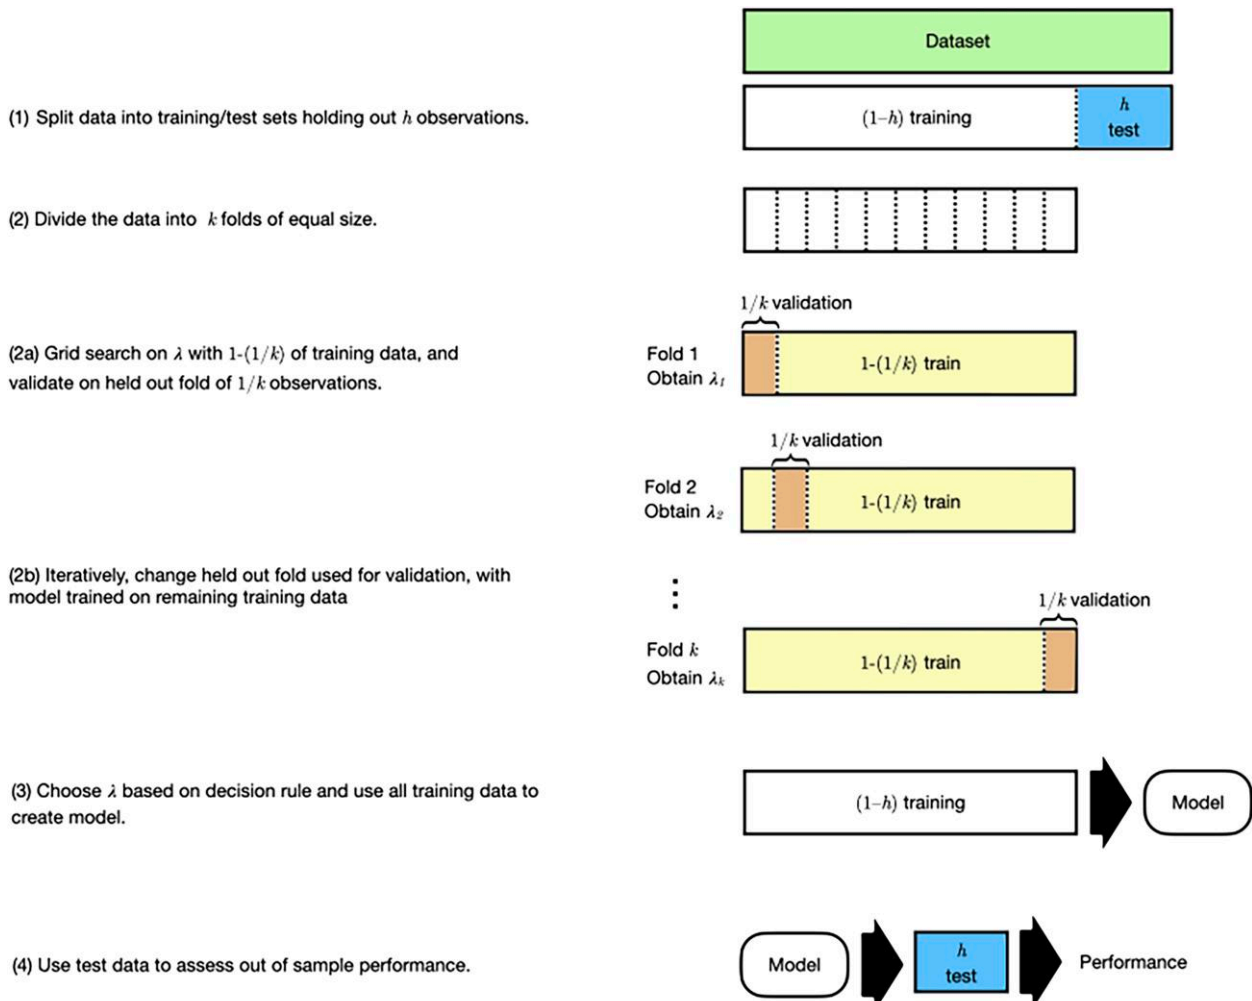 Dataset
(1) Split data into training/test sets holding out h observations.
(1–h) training
h
test
(2) Divide the data into k folds of equal size.
1/k validation
(2a) Grid search on λ with 1-(1/k) of training data, and
validate on held out fold of 1/k observations.
Fold 1
Obtain λ₁
1-(1/k) train
1/k validation
Fold 2
Obtain λ₂
1-(1/k) train
(2b) Iteratively, change held out fold used for validation, with
model trained on remaining training data
⋮
1/k validation
Fold k
Obtain λₖ
1-(1/k) train
(3) Choose λ based on decision rule and use all training data to
create model.
(1–h) training
Model
(4) Use test data to assess out of sample performance.
Model
h
test
Performance